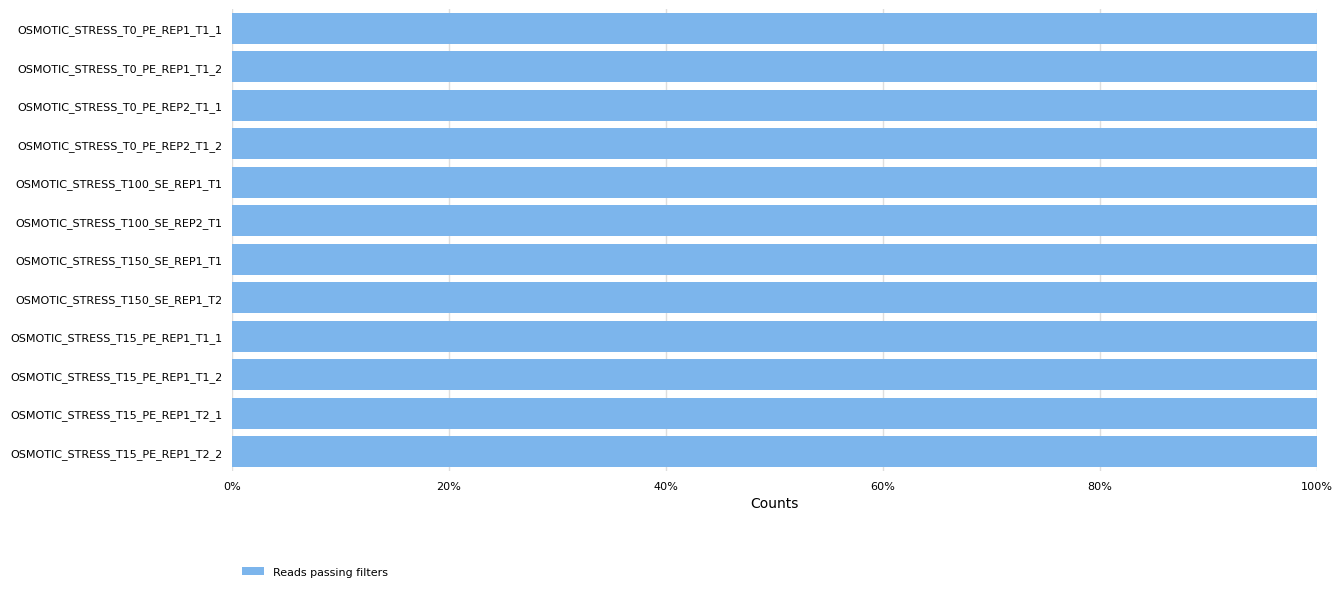 OSMOTIC_STRESS_T0_PE_REP1_T1_1
OSMOTIC_STRESS_T0_PE_REP1_T1_2
OSMOTIC_STRESS_T0_PE_REP2_T1_1
OSMOTIC_STRESS_T0_PE_REP2_T1_2
OSMOTIC_STRESS_T100_SE_REP1_T1
OSMOTIC_STRESS_T100_SE_REP2_T1
OSMOTIC_STRESS_T150_SE_REP1_T1
OSMOTIC_STRESS_T150_SE_REP1_T2
OSMOTIC_STRESS_T15_PE_REP1_T1_1
OSMOTIC_STRESS_T15_PE_REP1_T1_2
OSMOTIC_STRESS_T15_PE_REP1_T2_1
OSMOTIC_STRESS_T15_PE_REP1_T2_2
0% 20% 40% 60% 80% 100%
Counts
Reads passing filters